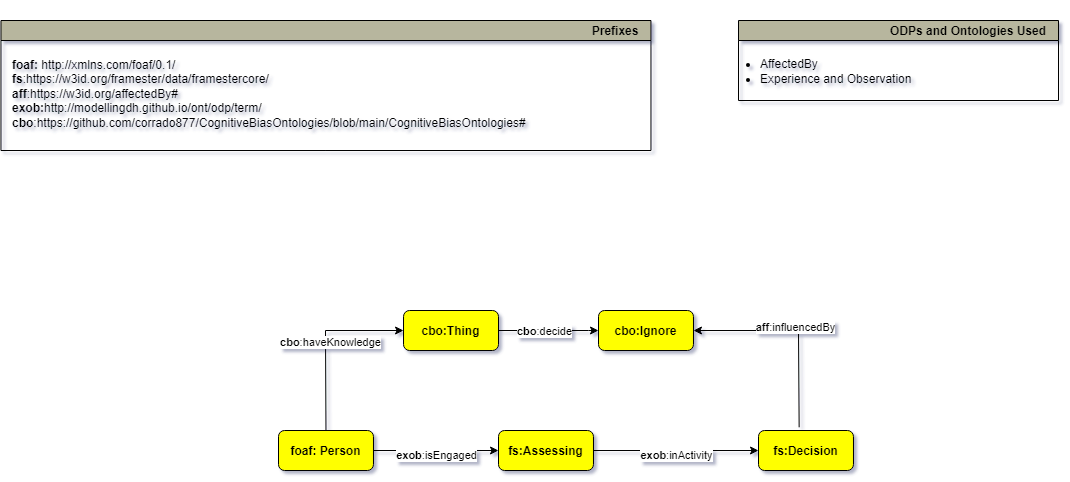 Prefixes
foaf: http://xmlns.com/foaf/0.1/
fs:https://w3id.org/framester/data/framestercore/
aff:https://w3id.org/affectedBy#
exob:http://modellingdh.github.io/ont/odp/term/
cbo:https://github.com/corrado877/CognitiveBiasOntologies/blob/main/CognitiveBiasOntologies#
ODPs and Ontologies Used
AffectedBy
Experience and Observation
cbo:Thing
cbo:decide
cbo:Ignore
aff:influencedBy
cbo:haveKnowledge
foaf: Person
exob:isEngaged
fs:Assessing
exob:inActivity
fs:Decision